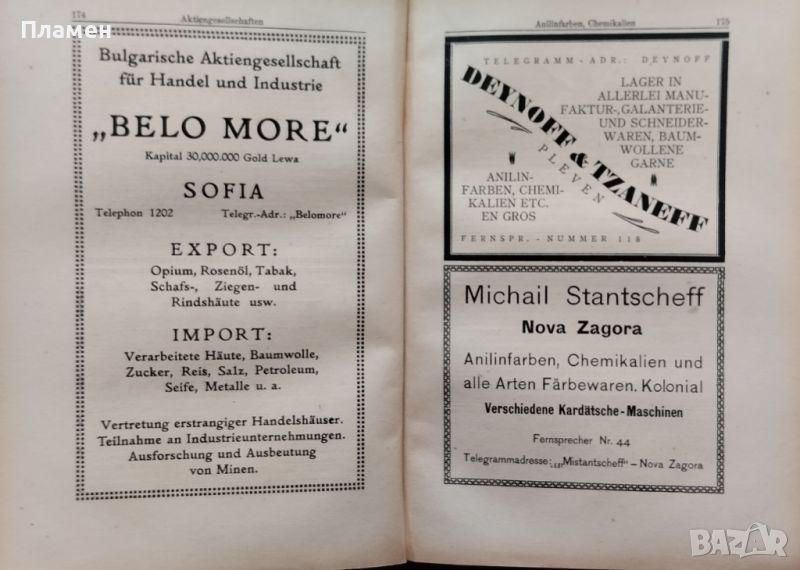 Пламен
174
Aktiengesellschaften
Bulgarische Aktiengesellschaft
für Handel und Industrie
„BELO MORE“
Kapital 30,000.000 Gold Lewa
SOFIA
Telephon 1202 Telegr.-Adr.: „Belomore“
EXPORT:
Opium, Rosenöl, Tabak,
Schafs-, Ziegen- und
Rindshäute usw.
IMPORT:
Verarbeitete Häute, Baumwolle,
Zucker, Reis, Salz, Petroleum,
Seife, Metalle u. a.
Vertretung erstrangiger Handelshäuser.
Teilnahme an Industrieunternehmungen.
Ausforschung und Ausbeutung
von Minen.
Anilinfarben, Chemikalien
175
TELEGRAMM-ADR.: DEYNOFF
LAGER IN
ALLERLEI MANU-
FAKTUR-,GALANTERIE-
UND SCHNEIDER-
WAREN, BAUM-
WOLLENE
GARNE
DEYNOFF & TZANEFF
PLEVEN
ANILIN-
FARBEN, CHEMI-
KALIEN ETC.
EN GROS
FERNSPR.-NUMMER 118
Michail Stantscheff
Nova Zagora
Anilinfarben, Chemikalien und
alle Arten Färbewaren. Kolonial
Verschiedene Kardätsche-Maschinen
Fernsprecher Nr. 44
Telegrammadresse: „Mistantscheff“ – Nova Zagora
BAZAR